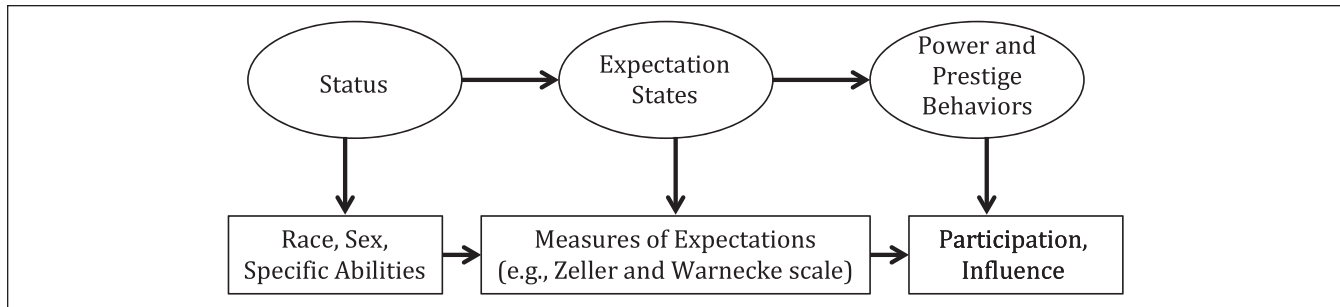 Status
Expectation
States
Power and
Prestige
Behaviors
Race, Sex,
Specific Abilities
Measures of Expectations
(e.g., Zeller and Warnecke scale)
Participation,
Influence